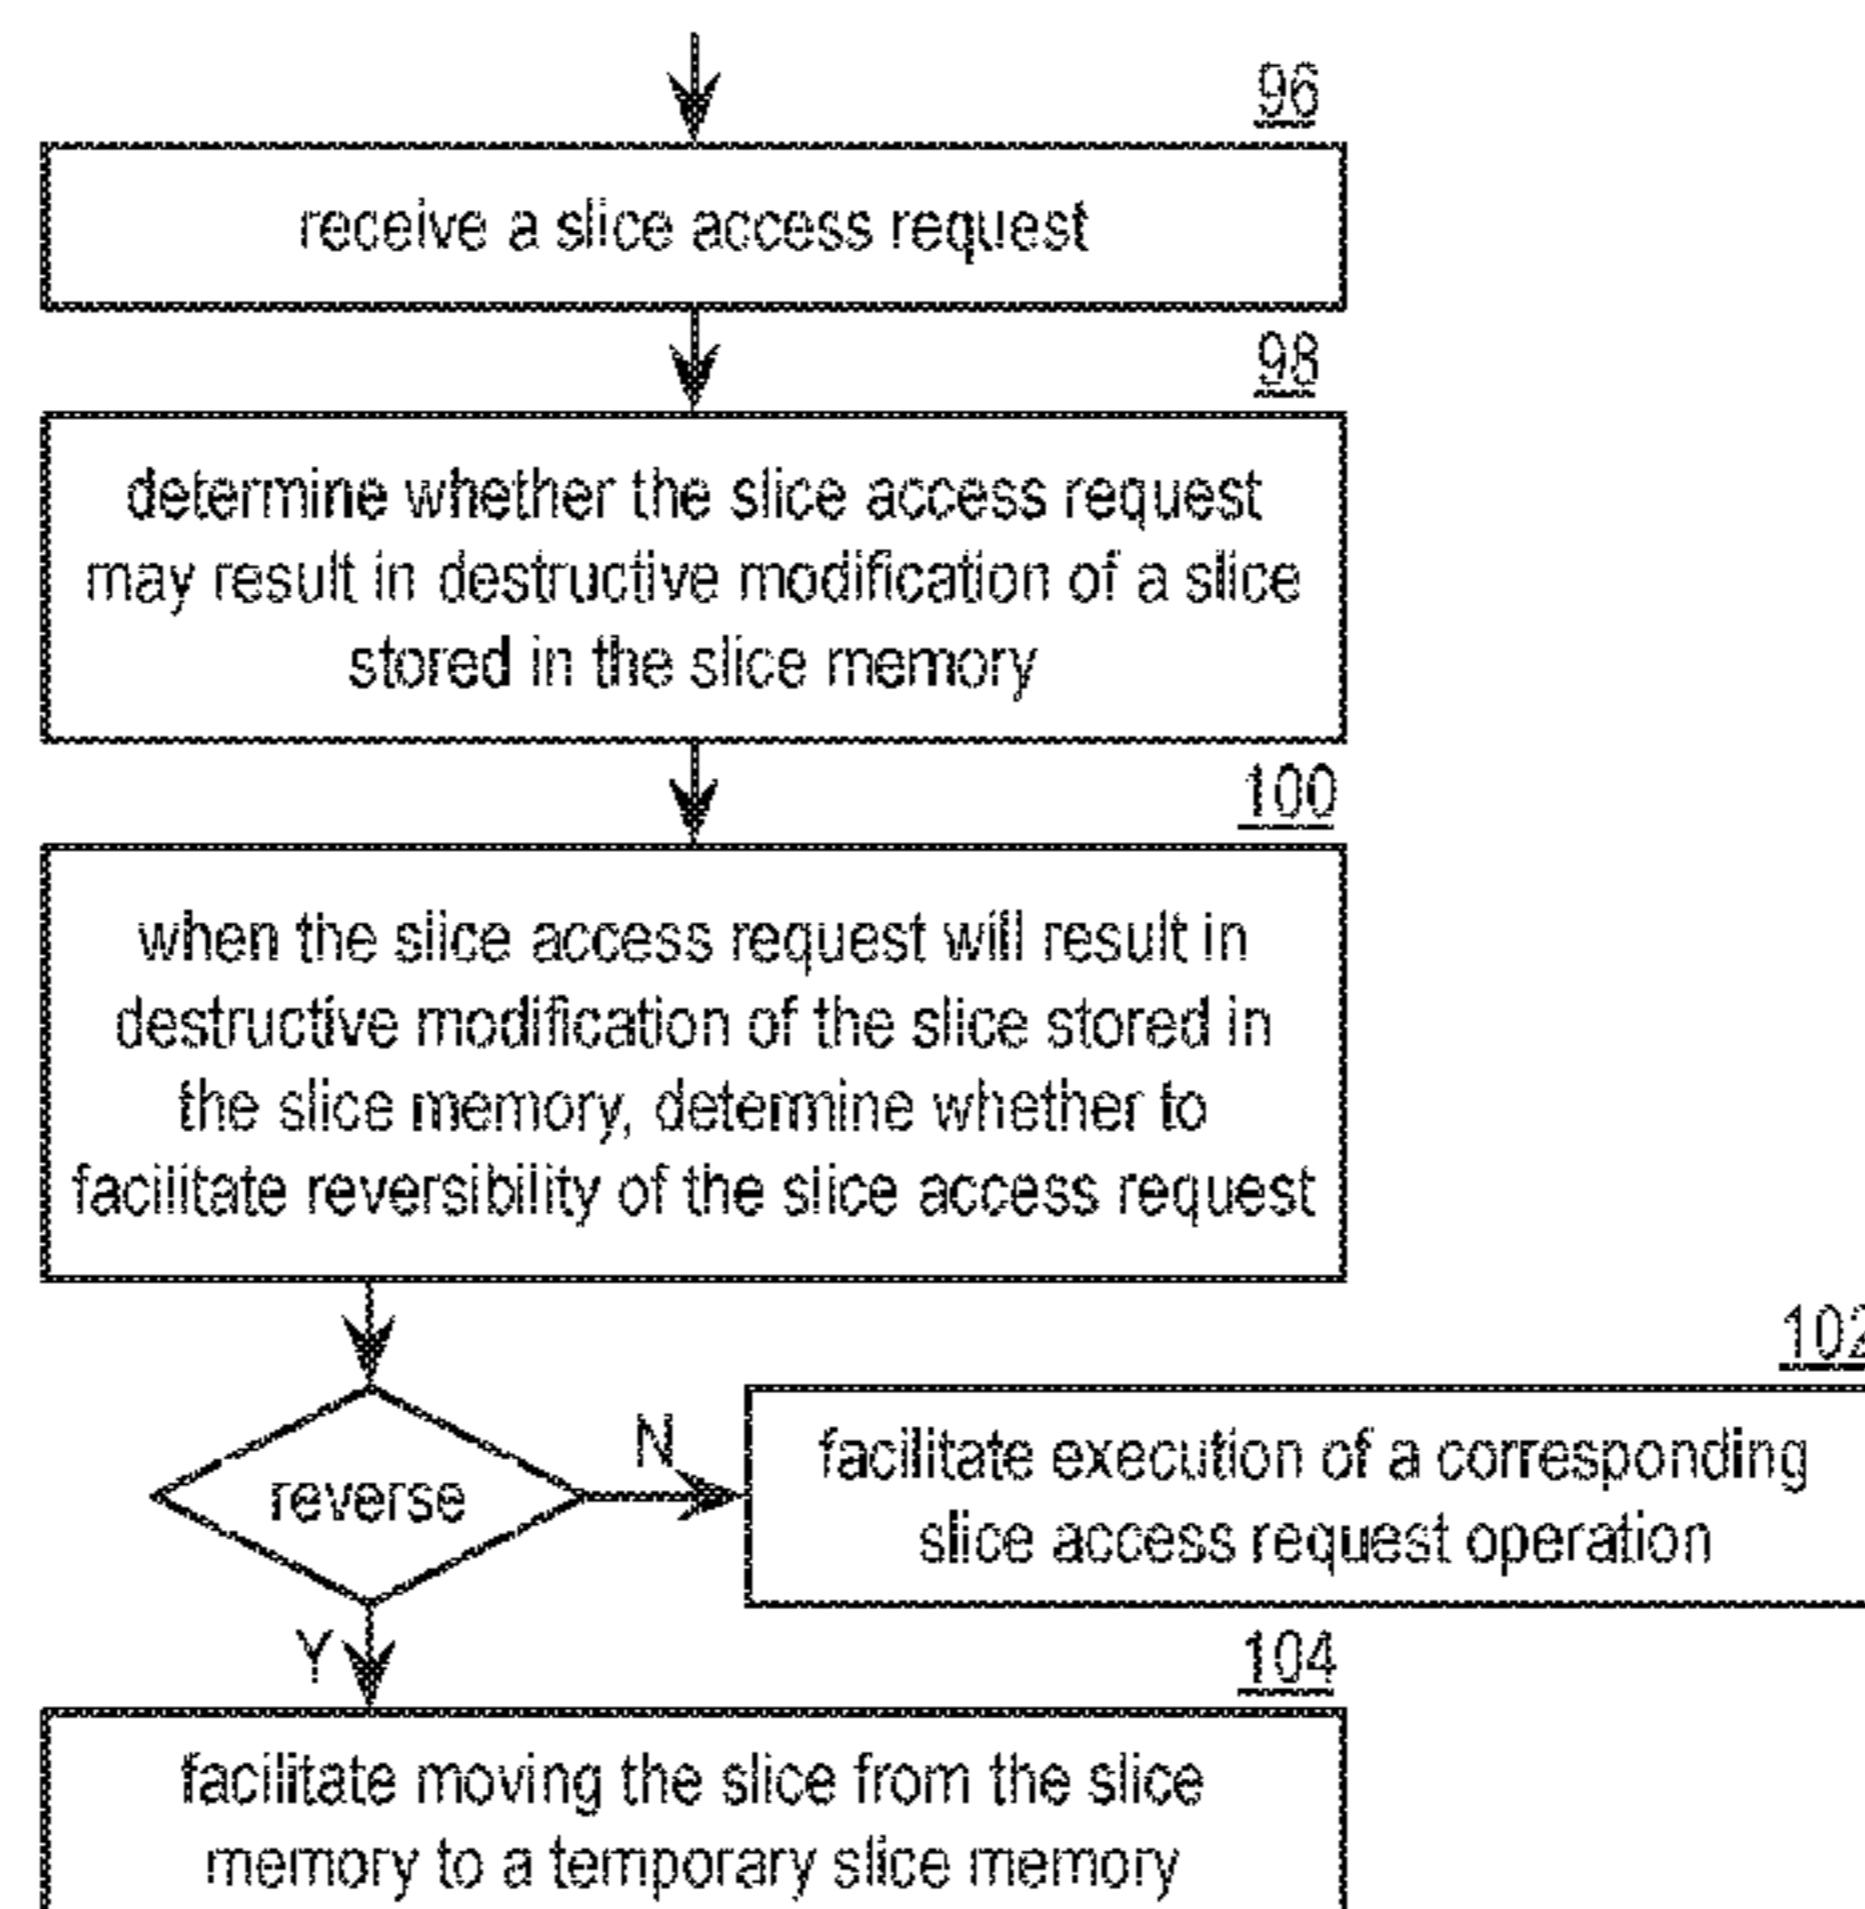 96
receive a slice access request
98
determine whether the slice access request
may result in destructive modification of a slice
stored in the slice memory
100
when the slice access request will result in
destructive modification of the slice stored in
the slice memory, determine whether to
facilitate reversibility of the slice access request
102
reverse
N
facilitate execution of a corresponding
slice access request operation
Y
104
facilitate moving the slice from the slice
memory to a temporary slice memory